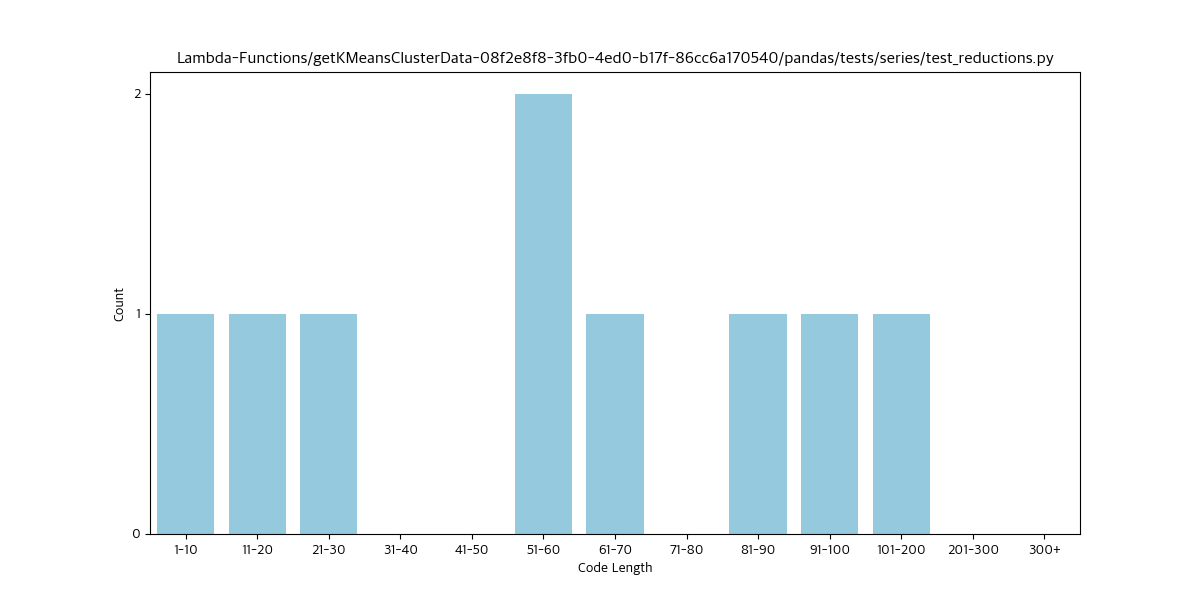 Lambda-Functions/getKMeansClusterData-08f2e8f8-3fb0-4ed0-b17f-86cc6a170540/pandas/tests/series/test_reductions.py
2
1
0
Count
1-10 11-20 21-30 31-40 41-50 51-60 61-70 71-80 81-90 91-100 101-200 201-300 300+
Code Length